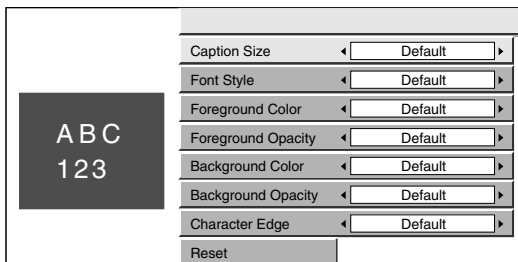 ABC
123
Caption Size Default
Font Style Default
Foreground Color Default
Foreground Opacity Default
Background Color Default
Background Opacity Default
Character Edge Default
Reset